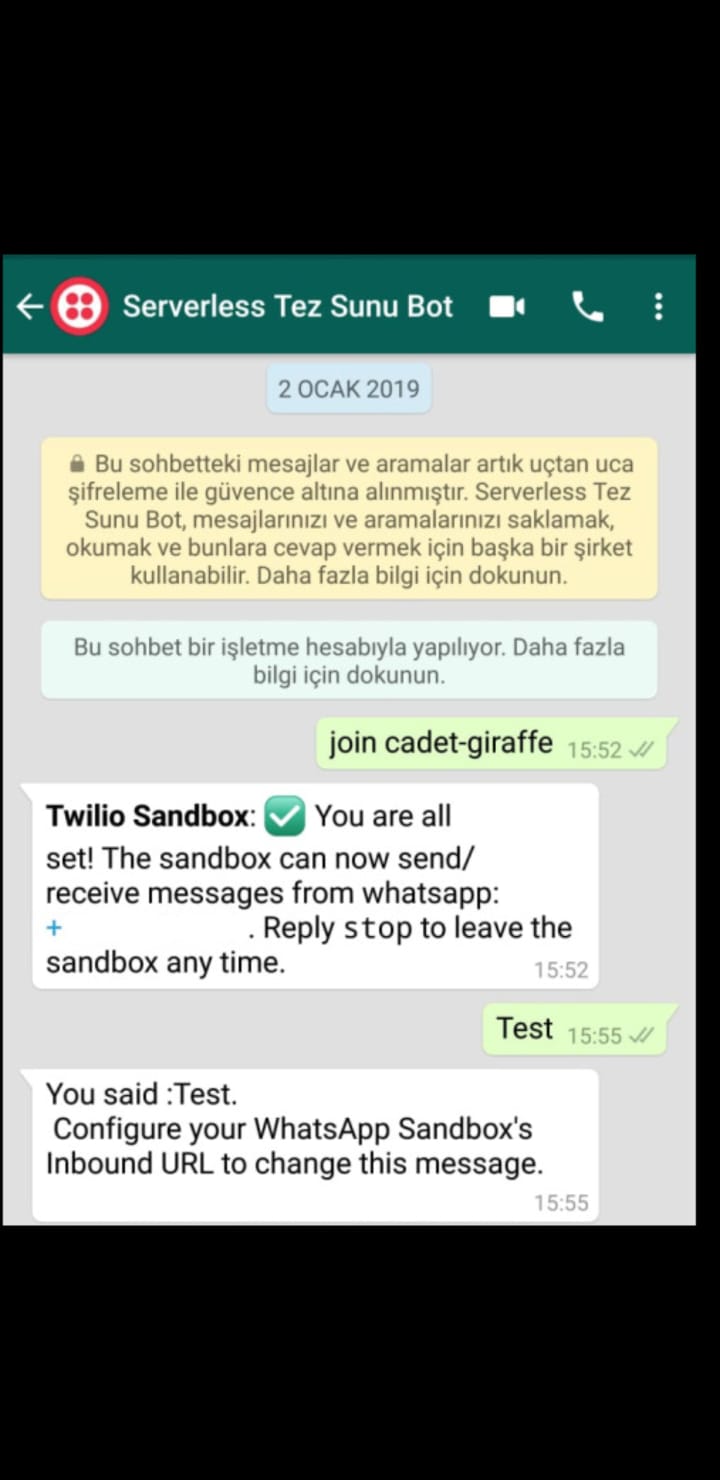 Serverless Tez Sunu Bot
2 OCAK 2019
Bu sohbetteki mesajlar ve aramalar artık uçtan uca
şifreleme ile güvence altına alınmıştır. Serverless Tez
Sunu Bot, mesajlarınızı ve aramalarınızı saklamak,
okumak ve bunlara cevap vermek için başka bir şirket
kullanabilir. Daha fazla bilgi için dokunun.
Bu sohbet bir işletme hesabıyla yapılıyor. Daha fazla
bilgi için dokunun.
join cadet-giraffe 15:52
Twilio Sandbox: ✅ You are all
set! The sandbox can now send/
receive messages from whatsapp:
+ . Reply stop to leave the
sandbox any time. 15:52
Test 15:55
You said :Test.
Configure your WhatsApp Sandbox's
Inbound URL to change this message.
15:55